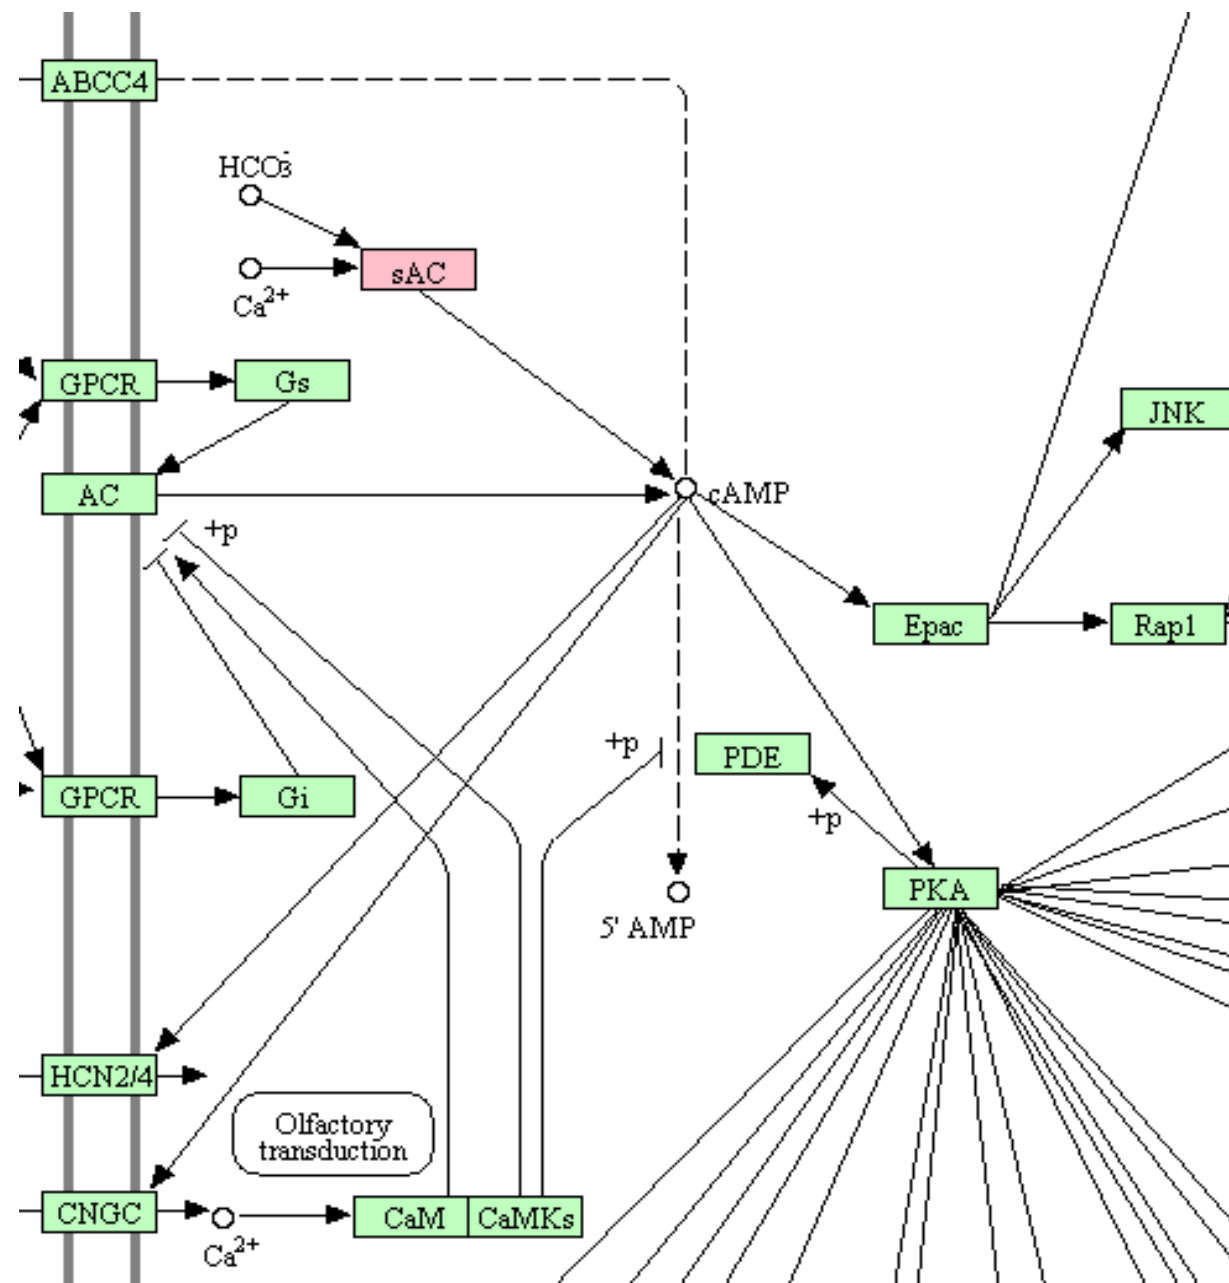 ABCC4
HCO3-
Ca2+
sAC
GPCR
Gs
JNK
AC
cAMP
+p
Epac
Rap1
+p
PDE
GPCR
Gi
+p
PKA
5' AMP
HCN2/4
Olfactory
transduction
CNGC
Ca2+
CaM
CaMKs